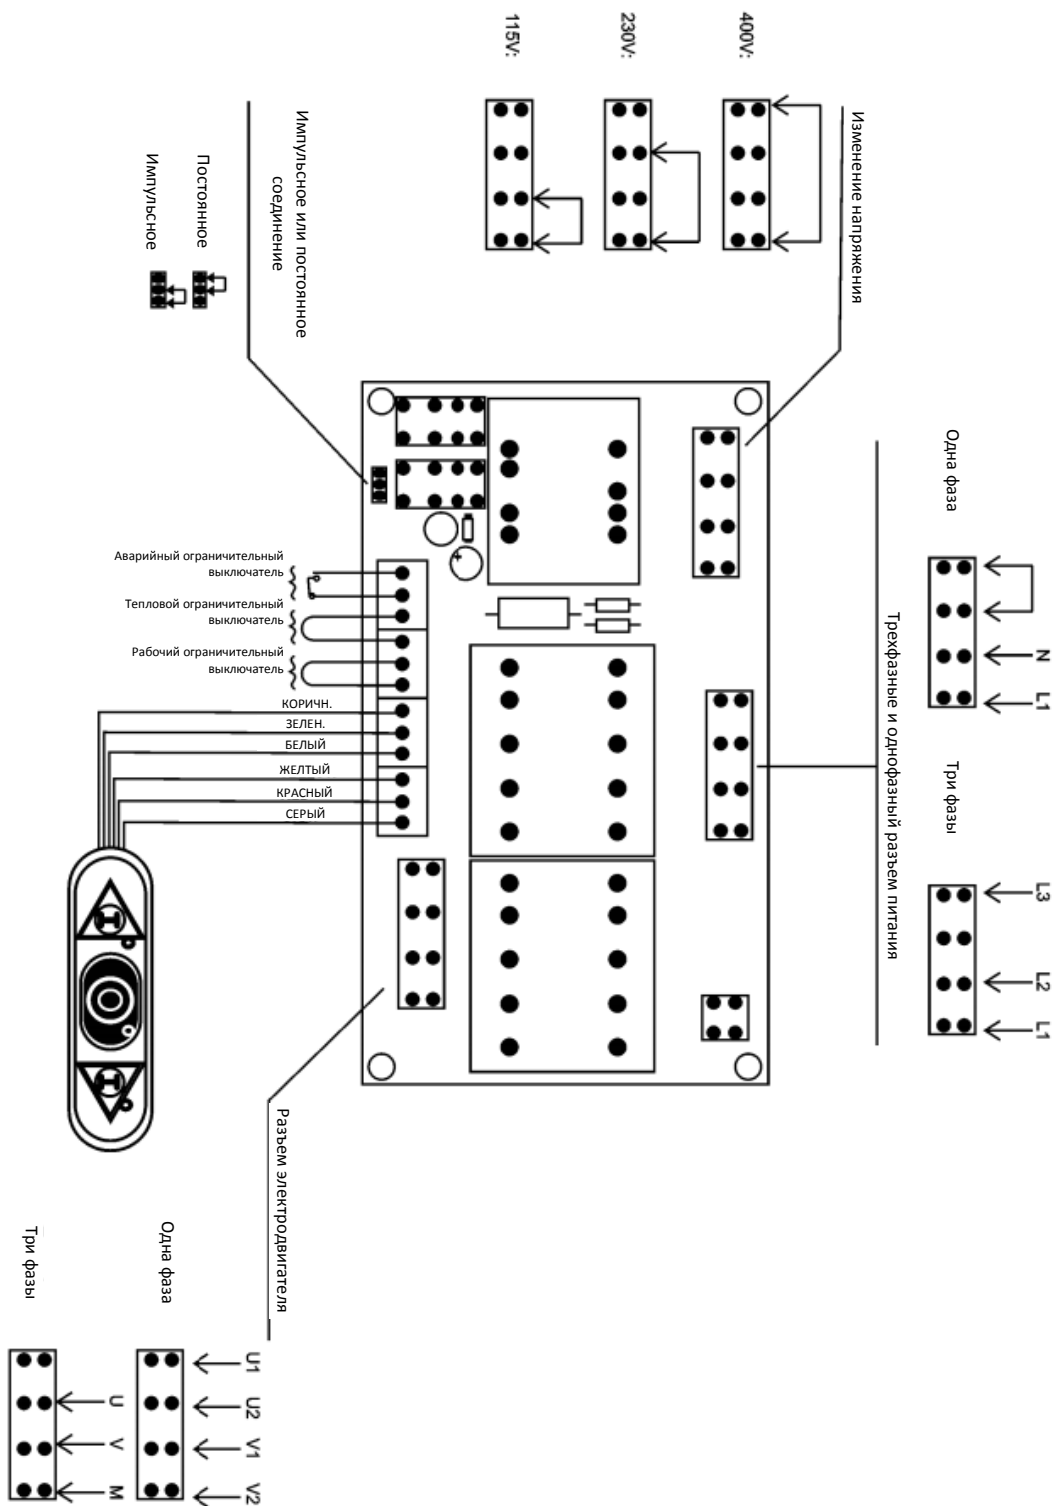 115V:
230V:
400V:
Изменение напряжения
Импульсное или постоянное
соединение
Постоянное
Импульсное
Одна фаза
N
L1
Трехфазные и однофазный разъем питания
Три фазы
L3
L2
L1
Аварийный ограничительный
выключатель
Тепловой ограничительный
выключатель
Рабочий ограничительный
выключатель
КОРИЧН.
ЗЕЛЕН.
БЕЛЫЙ
ЖЕЛТЫЙ
КРАСНЫЙ
СЕРЫЙ
+
Разъем электродвигателя
Одна фаза
U1
U2
V1
V2
Три фазы
U
V
M